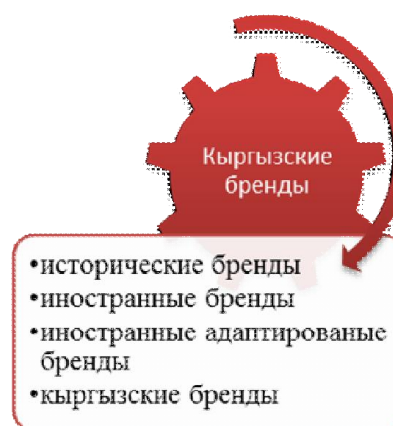 Кыргызские
бренды
•исторические бренды
•иностранные бренды
•иностранные адаптированые
бренды
•кыргызские бренды